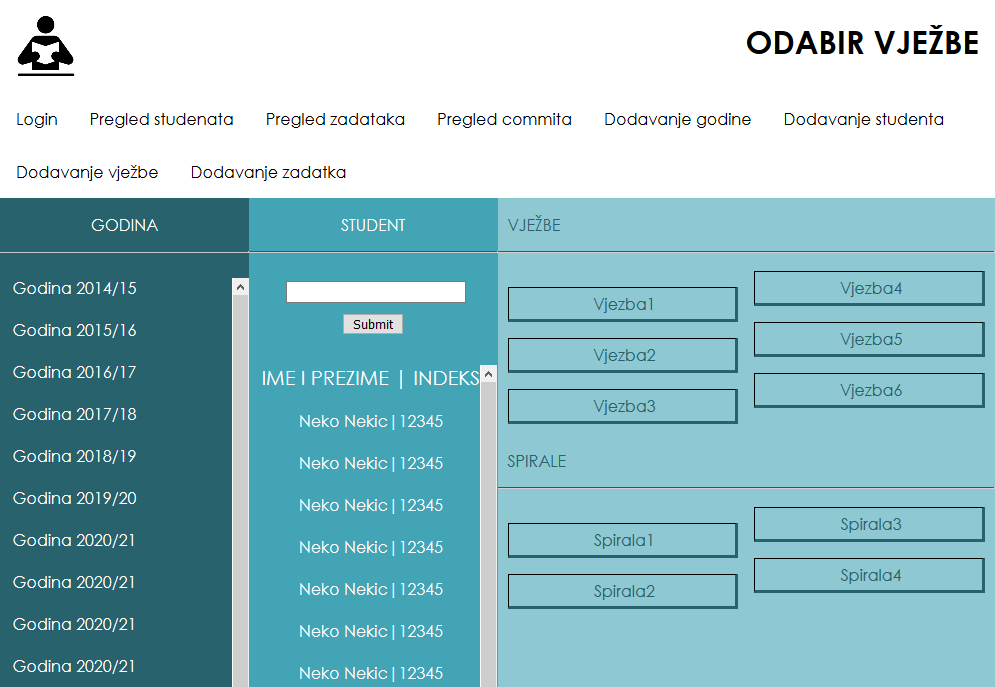 ODABIR VJEŽBE
Login Pregled studenata Pregled zadataka Pregled commita Dodavanje godine Dodavanje studenta
Dodavanje vježbe Dodavanje zadatka
GODINA
Godina 2014/15
Godina 2015/16
Godina 2016/17
Godina 2017/18
Godina 2018/19
Godina 2019/20
Godina 2020/21
Godina 2020/21
Godina 2020/21
Godina 2020/21
STUDENT
Submit
IME I PREZIME | INDEKS
Neko Nekic|12345
Neko Nekic|12345
Neko Nekic|12345
Neko Nekic|12345
Neko Nekic|12345
Neko Nekic|12345
Neko Nekic|12345
VJEŽBE
Vjezba1
Vjezba2
Vjezba3
Vjezba4
Vjezba5
Vjezba6
SPIRALE
Spirala1
Spirala2
Spirala3
Spirala4